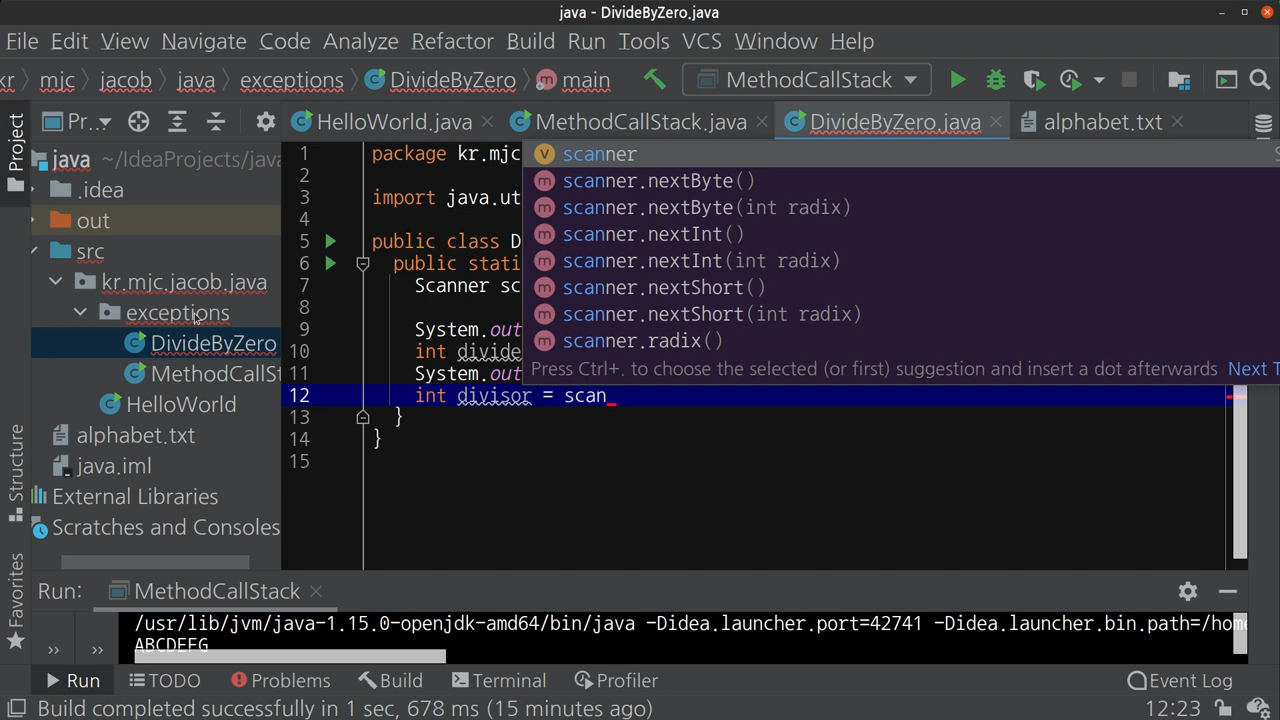 java - DivideByZero.java
File Edit View Navigate Code Analyze Refactor Build Run Tools VCS Window Help
kr mjc jacob java exceptions DivideByZero main MethodCallStack
Project
Pr...
HelloWorld.java
MethodCallStack.java
DivideByZero.java
alphabet.txt
java ~/IdeaProjects/java
.idea
out
src
kr.mjc.jacob.java
exceptions
DivideByZero
MethodCallSt
HelloWorld
alphabet.txt
java.iml
External Libraries
Scratches and Consoles
Structure
Favorites
1 package kr.mjc
2
3 import java.ut
4
5 public class D
6 public stati
7 Scanner sc
8
9 System.out
10 int divide
11 System.out
12 int divisor = scan
13 }
14 }
15
scanner
scanner.nextByte()
scanner.nextByte(int radix)
scanner.nextInt()
scanner.nextInt(int radix)
scanner.nextShort()
scanner.nextShort(int radix)
scanner.radix()
Press Ctrl+. to choose the selected (or first) suggestion and insert a dot afterwards Next T
Run: MethodCallStack
/usr/lib/jvm/java-1.15.0-openjdk-amd64/bin/java -Didea.launcher.port=42741 -Didea.launcher.bin.path=/home
ABCDEFG
Run TODO Problems Build Terminal Profiler Event Log
Build completed successfully in 1 sec, 678 ms (15 minutes ago) 12:23